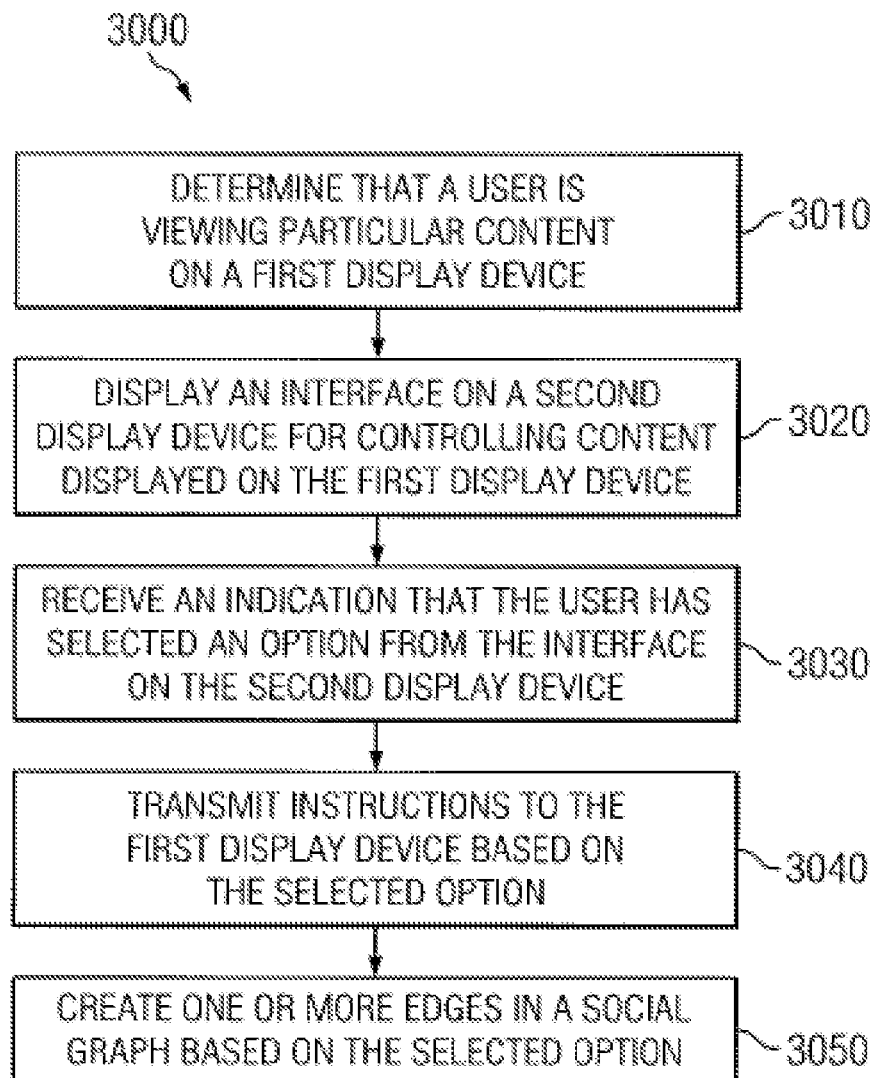 3000
DETERMINE THAT A USER IS
VIEWING PARTICULAR CONTENT
ON A FIRST DISPLAY DEVICE
3010
DISPLAY AN INTERFACE ON A SECOND
DISPLAY DEVICE FOR CONTROLLING CONTENT
DISPLAYED ON THE FIRST DISPLAY DEVICE
3020
RECEIVE AN INDICATION THAT THE USER HAS
SELECTED AN OPTION FROM THE INTERFACE
ON THE SECOND DISPLAY DEVICE
3030
TRANSMIT INSTRUCTIONS TO THE
FIRST DISPLAY DEVICE BASED ON
THE SELECTED OPTION
3040
CREATE ONE OR MORE EDGES IN A SOCIAL
GRAPH BASED ON THE SELECTED OPTION
3050